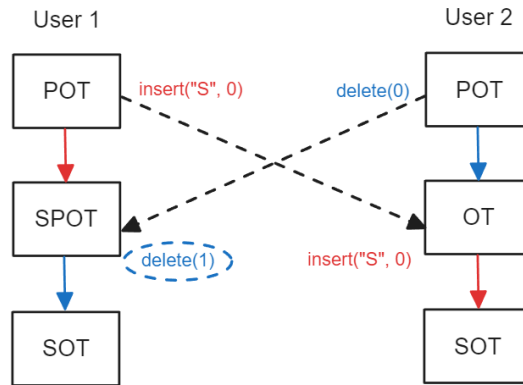 User 1
User 2
POT
insert("S", 0)
delete(0)
POT
SPOT
OT
delete(1)
insert("S", 0)
SOT
SOT